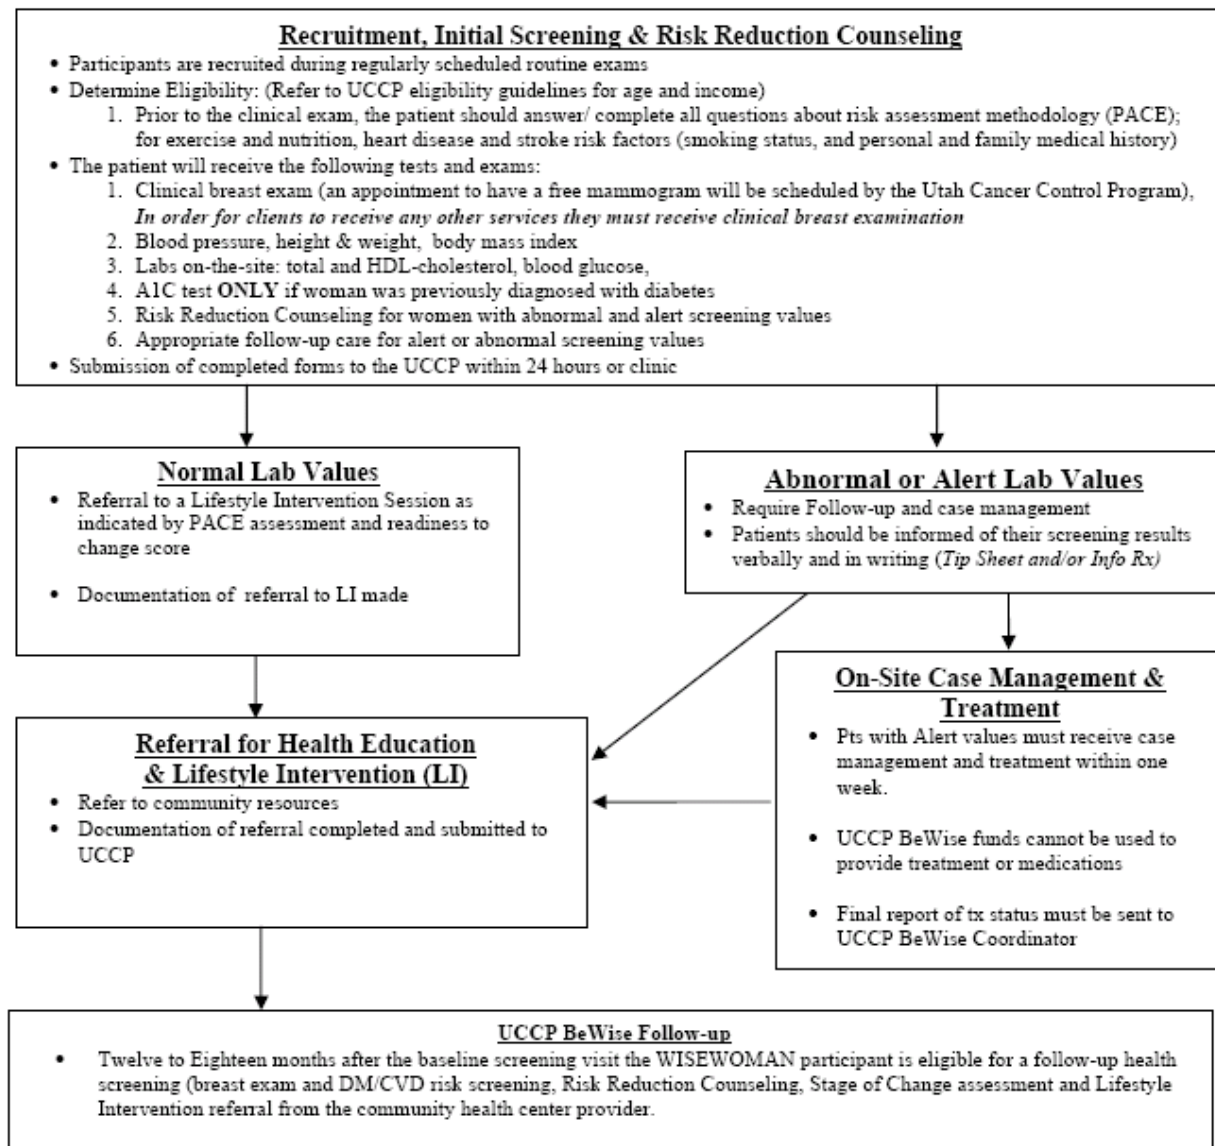 Recruitment, Initial Screening & Risk Reduction Counseling
• Participants are recruited during regularly scheduled routine exams
• Determine Eligibility: (Refer to UCCP eligibility guidelines for age and income)
1. Prior to the clinical exam, the patient should answer/ complete all questions about risk assessment methodology (PACE);
for exercise and nutrition, heart disease and stroke risk factors (smoking status, and personal and family medical history)
• The patient will receive the following tests and exams:
1. Clinical breast exam (an appointment to have a free mammogram will be scheduled by the Utah Cancer Control Program),
In order for clients to receive any other services they must receive clinical breast examination
2. Blood pressure, height & weight, body mass index
3. Labs on-the-site: total and HDL-cholesterol, blood glucose,
4. A1C test ONLY if woman was previously diagnosed with diabetes
5. Risk Reduction Counseling for women with abnormal and alert screening values
6. Appropriate follow-up care for alert or abnormal screening values
• Submission of completed forms to the UCCP within 24 hours or clinic
Normal Lab Values
• Referral to a Lifestyle Intervention Session as
indicated by PACE assessment and readiness to
change score
• Documentation of referral to LI made
Abnormal or Alert Lab Values
• Require Follow-up and case management
• Patients should be informed of their screening results
verbally and in writing (Tip Sheet and/or Info Rx)
Referral for Health Education
& Lifestyle Intervention (LI)
• Refer to community resources
• Documentation of referral completed and submitted to
UCCP
On-Site Case Management &
Treatment
• Pts with Alert values must receive case
management and treatment within one
week.
• UCCP BeWise funds cannot be used to
provide treatment or medications
• Final report of tx status must be sent to
UCCP BeWise Coordinator
UCCP BeWise Follow-up
• Twelve to Eighteen months after the baseline screening visit the WISEWOMAN participant is eligible for a follow-up health
screening (breast exam and DM/CVD risk screening, Risk Reduction Counseling, Stage of Change assessment and Lifestyle
Intervention referral from the community health center provider.